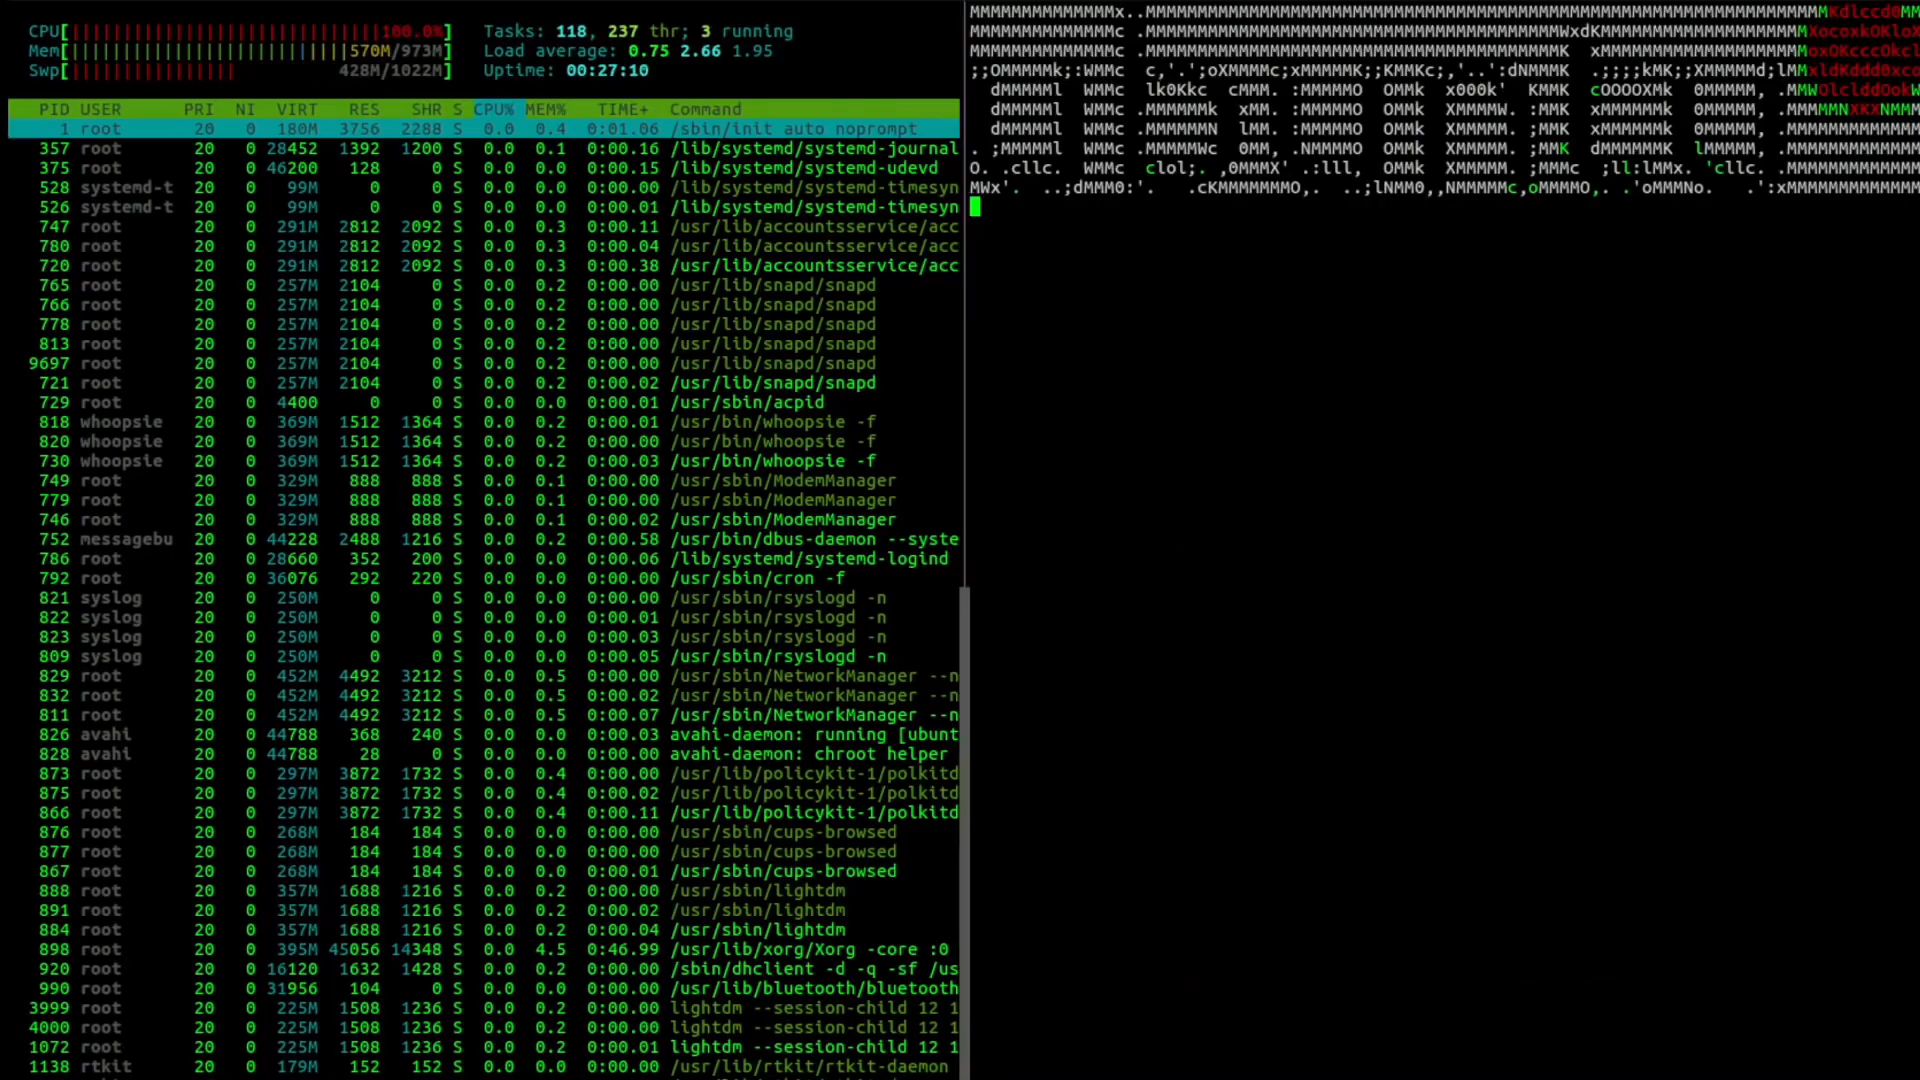 CPU[||||||||||||||||||||||||||||||100.0%]
Mem[|||||||||||||||||||||||||||570M/973M]
Swp[||||||||||||||||          428M/1022M]
Tasks: 118, 237 thr; 3 running
Load average: 0.75 2.66 1.95
Uptime: 00:27:10
PID USER PRI NI VIRT RES SHR S CPU% MEM% TIME+ Command
1 root 20 0 180M 3756 2288 S 0.0 0.4 0:01.06 /sbin/init auto noprompt
357 root 20 0 28452 1392 1200 S 0.0 0.1 0:00.16 /lib/systemd/systemd-journal
375 root 20 0 46200 128 0 S 0.0 0.0 0:00.15 /lib/systemd/systemd-udevd
528 systemd-t 20 0 99M 0 0 S 0.0 0.0 0:00.00 /lib/systemd/systemd-timesyn
526 systemd-t 20 0 99M 0 0 S 0.0 0.0 0:00.01 /lib/systemd/systemd-timesyn
747 root 20 0 291M 2812 2092 S 0.0 0.3 0:00.11 /usr/lib/accountsservice/acc
780 root 20 0 291M 2812 2092 S 0.0 0.3 0:00.04 /usr/lib/accountsservice/acc
720 root 20 0 291M 2812 2092 S 0.0 0.3 0:00.38 /usr/lib/accountsservice/acc
765 root 20 0 257M 2104 0 S 0.0 0.2 0:00.00 /usr/lib/snapd/snapd
766 root 20 0 257M 2104 0 S 0.0 0.2 0:00.00 /usr/lib/snapd/snapd
778 root 20 0 257M 2104 0 S 0.0 0.2 0:00.00 /usr/lib/snapd/snapd
813 root 20 0 257M 2104 0 S 0.0 0.2 0:00.00 /usr/lib/snapd/snapd
9697 root 20 0 257M 2104 0 S 0.0 0.2 0:00.00 /usr/lib/snapd/snapd
721 root 20 0 257M 2104 0 S 0.0 0.2 0:00.02 /usr/lib/snapd/snapd
729 root 20 0 4400 0 0 S 0.0 0.0 0:00.01 /usr/sbin/acpid
818 whoopsie 20 0 369M 1512 1364 S 0.0 0.2 0:00.01 /usr/bin/whoopsie -f
820 whoopsie 20 0 369M 1512 1364 S 0.0 0.2 0:00.00 /usr/bin/whoopsie -f
730 whoopsie 20 0 369M 1512 1364 S 0.0 0.2 0:00.03 /usr/bin/whoopsie -f
749 root 20 0 329M 888 888 S 0.0 0.1 0:00.00 /usr/sbin/ModemManager
779 root 20 0 329M 888 888 S 0.0 0.1 0:00.00 /usr/sbin/ModemManager
746 root 20 0 329M 888 888 S 0.0 0.1 0:00.02 /usr/sbin/ModemManager
752 messagebu 20 0 44228 2488 1216 S 0.0 0.2 0:00.58 /usr/bin/dbus-daemon --syste
786 root 20 0 28660 352 200 S 0.0 0.0 0:00.06 /lib/systemd/systemd-logind
792 root 20 0 36076 292 220 S 0.0 0.0 0:00.00 /usr/sbin/cron -f
821 syslog 20 0 250M 0 0 S 0.0 0.0 0:00.00 /usr/sbin/rsyslogd -n
822 syslog 20 0 250M 0 0 S 0.0 0.0 0:00.01 /usr/sbin/rsyslogd -n
823 syslog 20 0 250M 0 0 S 0.0 0.0 0:00.03 /usr/sbin/rsyslogd -n
809 syslog 20 0 250M 0 0 S 0.0 0.0 0:00.05 /usr/sbin/rsyslogd -n
829 root 20 0 452M 4492 3212 S 0.0 0.5 0:00.00 /usr/sbin/NetworkManager --n
832 root 20 0 452M 4492 3212 S 0.0 0.5 0:00.02 /usr/sbin/NetworkManager --n
811 root 20 0 452M 4492 3212 S 0.0 0.5 0:00.07 /usr/sbin/NetworkManager --n
826 avahi 20 0 44788 368 240 S 0.0 0.0 0:00.03 avahi-daemon: running [ubunt
828 avahi 20 0 44788 28 0 S 0.0 0.0 0:00.00 avahi-daemon: chroot helper
873 root 20 0 297M 3872 1732 S 0.0 0.4 0:00.00 /usr/lib/policykit-1/polkitd
875 root 20 0 297M 3872 1732 S 0.0 0.4 0:00.02 /usr/lib/policykit-1/polkitd
866 root 20 0 297M 3872 1732 S 0.0 0.4 0:00.11 /usr/lib/policykit-1/polkitd
876 root 20 0 268M 184 184 S 0.0 0.0 0:00.00 /usr/sbin/cups-browsed
877 root 20 0 268M 184 184 S 0.0 0.0 0:00.00 /usr/sbin/cups-browsed
867 root 20 0 268M 184 184 S 0.0 0.0 0:00.01 /usr/sbin/cups-browsed
888 root 20 0 357M 1688 1216 S 0.0 0.2 0:00.00 /usr/sbin/lightdm
891 root 20 0 357M 1688 1216 S 0.0 0.2 0:00.02 /usr/sbin/lightdm
884 root 20 0 357M 1688 1216 S 0.0 0.2 0:00.04 /usr/sbin/lightdm
898 root 20 0 395M 45056 14348 S 0.0 4.5 0:46.99 /usr/lib/xorg/Xorg -core :0
920 root 20 0 16120 1632 1428 S 0.0 0.2 0:00.00 /sbin/dhclient -d -q -sf /us
990 root 20 0 31956 104 0 S 0.0 0.0 0:00.00 /usr/lib/bluetooth/bluetooth
3999 root 20 0 225M 1508 1236 S 0.0 0.2 0:00.00 lightdm --session-child 12 1
4000 root 20 0 225M 1508 1236 S 0.0 0.2 0:00.00 lightdm --session-child 12 1
1072 root 20 0 225M 1508 1236 S 0.0 0.2 0:00.01 lightdm --session-child 12 1
1138 rtkit 20 0 179M 152 152 S 0.0 0.0 0:00.00 /usr/lib/rtkit/rtkit-daemon